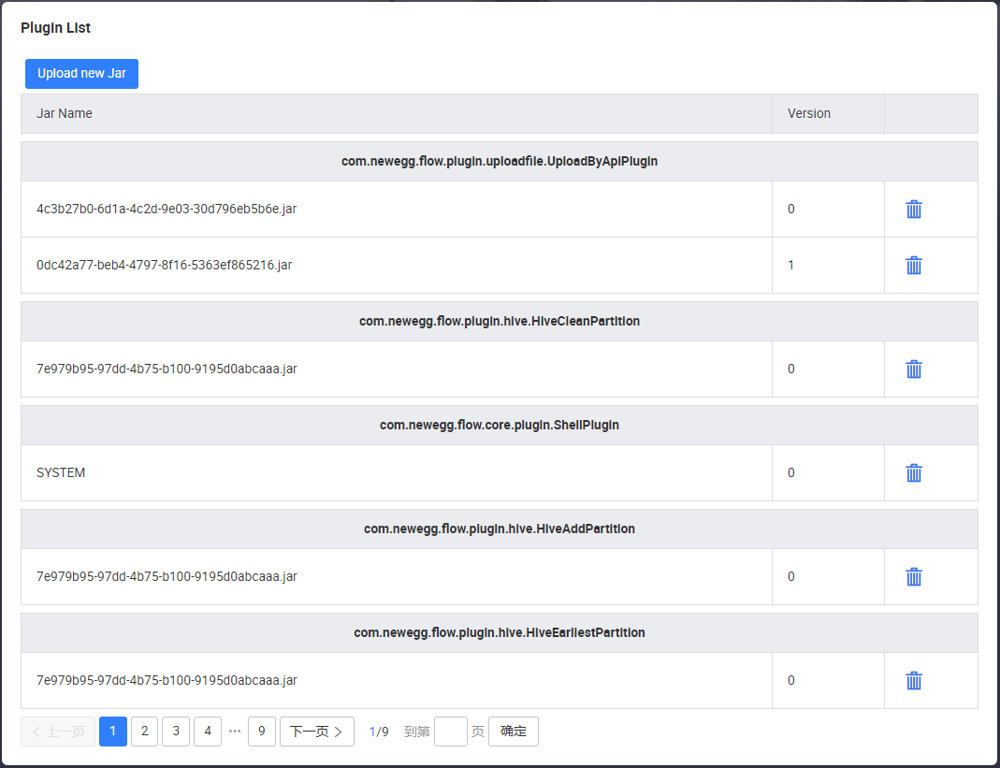 Plugin List
Upload new Jar
Jar Name Version
com.newegg.flow.plugin.uploadfile.UploadByApiPlugin
4c3b27b0-6d1a-4c2d-9e03-30d796eb5b6e.jar 0
0dc42a77-beb4-4797-8f16-5363ef865216.jar 1
com.newegg.flow.plugin.hive.HiveCleanPartition
7e979b95-97dd-4b75-b100-9195d0abcaaa.jar 0
com.newegg.flow.core.plugin.ShellPlugin
SYSTEM 0
com.newegg.flow.plugin.hive.HiveAddPartition
7e979b95-97dd-4b75-b100-9195d0abcaaa.jar 0
com.newegg.flow.plugin.hive.HiveEarliestPartition
7e979b95-97dd-4b75-b100-9195d0abcaaa.jar 0
< 上一页 1 2 3 4 ••• 9 下一页 > 1/9 到第 页 确定